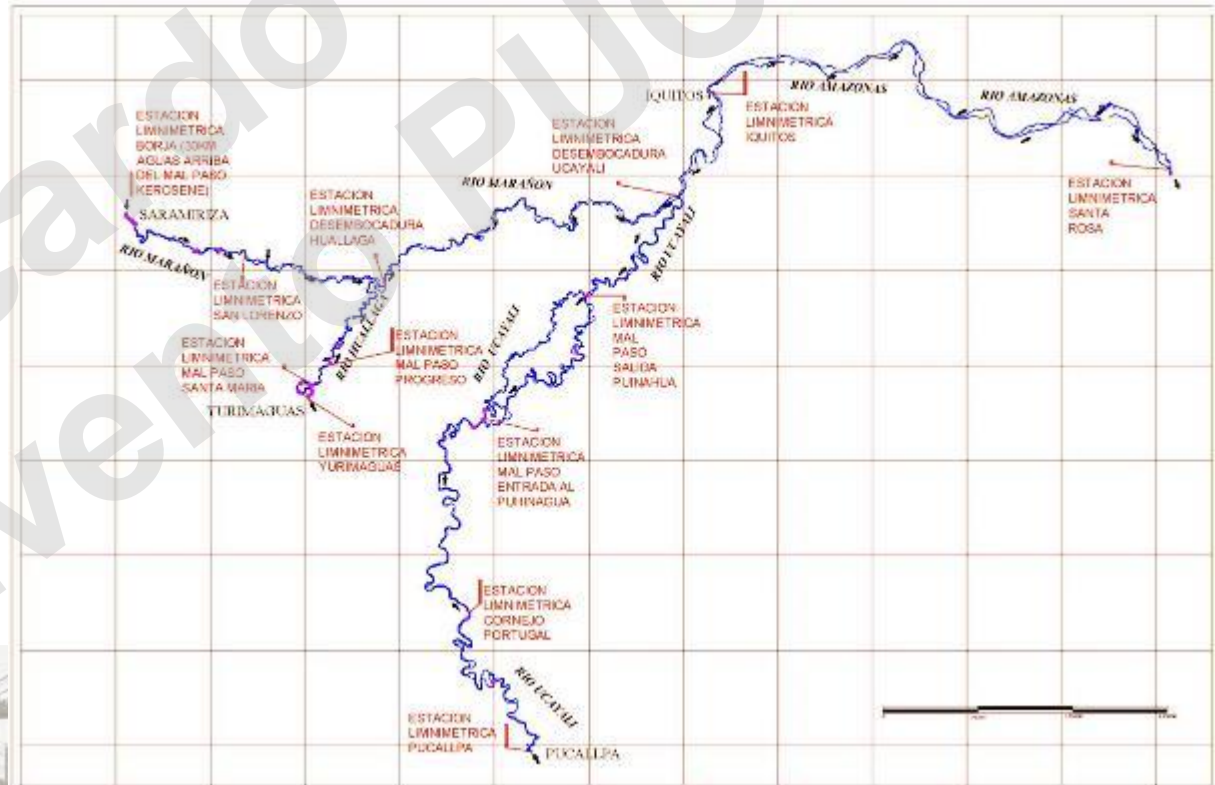 IQUITOS
RIO AMAZONAS
RIO AMAZONAS
ESTACION
LIMNIMETRICA
IQUITOS
ESTACION
LIMNIMETRICA
BORJA (30KM
AGUAS ARRIBA
DEL MAL PASO
KEROSENE)
ESTACION
LIMNIMETRICA
DESEMBOCADURA
UCAYALI
RIO MARAÑON
ESTACION
LIMNIMETRICA
SANTA
ROSA
SARAMIRIZA
ESTACION
LIMNIMETRICA
DESEMBOCADURA
HUALLAGA
RIO MARAÑON
RIO UCAYALI
ESTACION
LIMNIMETRICA
SAN LORENZO
RIO HUALLAGA
RIO UCAYALI
ESTACION
LIMNIMETRICA
MAL
PASO
SALIDA
PUINAHUA
ESTACION
LIMNIMETRICA
MAL PASO
SANTA MARIA
ESTACION
LIMNIMETRICA
MAL PASO
PROGRESO
YURIMAGUAS
ESTACION
LIMNIMETRICA
YURIMAGUAS
ESTACION
LIMNIMETRICA
MAL PASO
ENTRADA AL
PUHINAGUA
ESTACION
LIMNIMETRICA
CORNEJO
PORTUGAL
RIO UCAYALI
ESTACION
LIMNIMETRICA
PUCALLPA
PUCALLPA